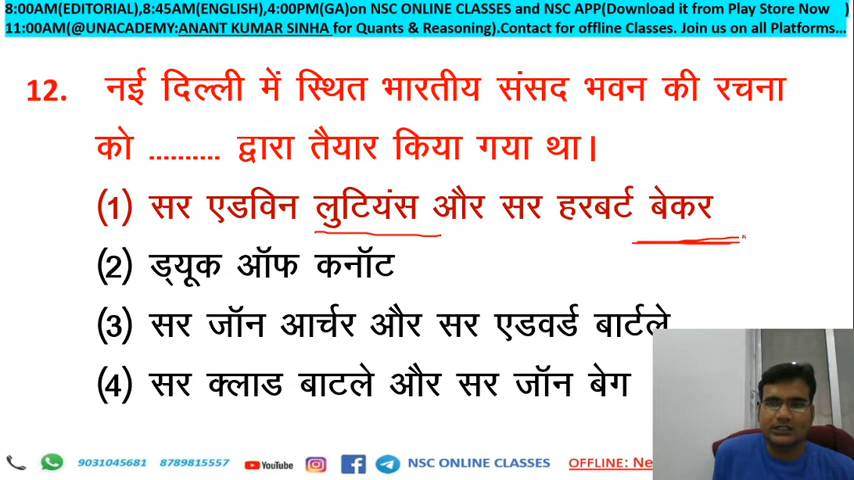 8:00AM(EDITORIAL),8:45AM(ENGLISH),4:00PM(GA)on NSC ONLINE CLASSES and NSC APP(Download it from Play Store Now )
11:00AM(@UNACADEMY:ANANT KUMAR SINHA for Quants & Reasoning).Contact for offline Classes. Join us on all Platforms...
12. नई दिल्ली में स्थित भारतीय संसद भवन की रचना
को .......... द्वारा तैयार किया गया था।
(1) सर एडविन लुटियंस और सर हरबर्ट बेकर
(2) ड्यूक ऑफ कनॉट
(3) सर जॉन आर्चर और सर एडवर्ड बार्टले
(4) सर क्लाड बाटले और सर जॉन बेग
9031045681 8789815557 YouTube NSC ONLINE CLASSES OFFLINE: Ne